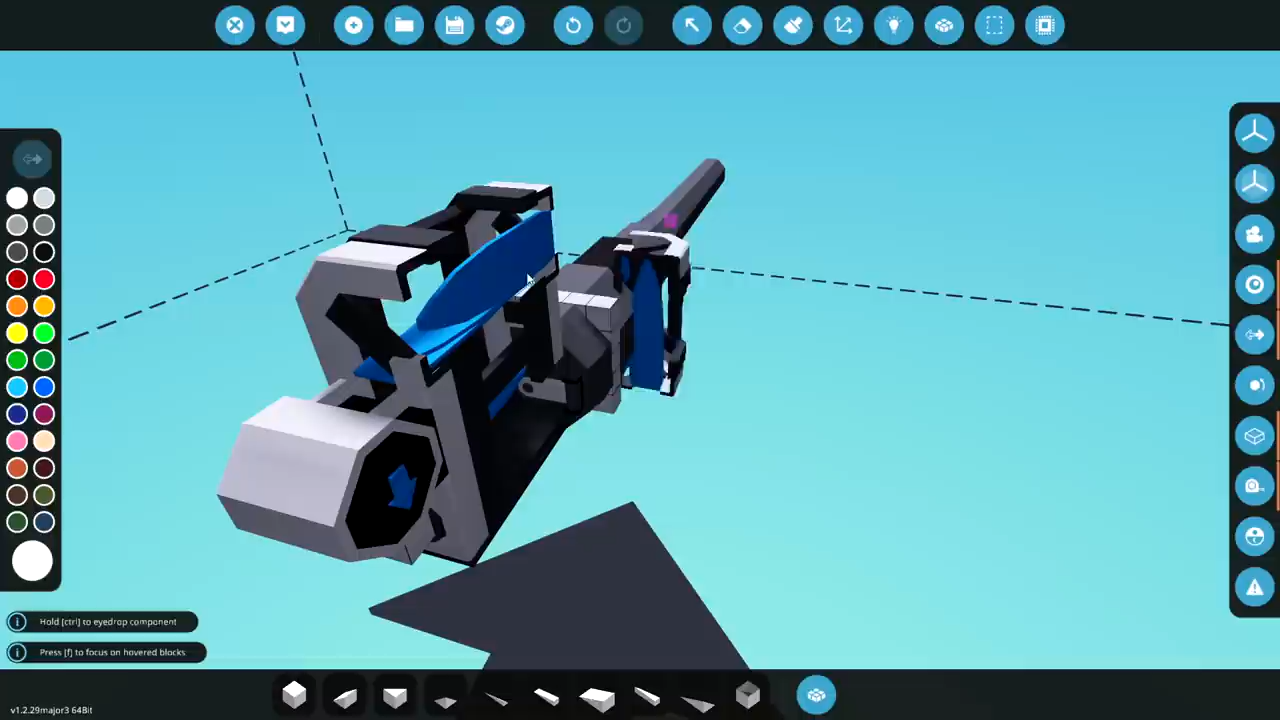 Hold [ctrl] to eyedrop component
Press [f] to focus on hovered blocks
v1.2.29major3 64Bit